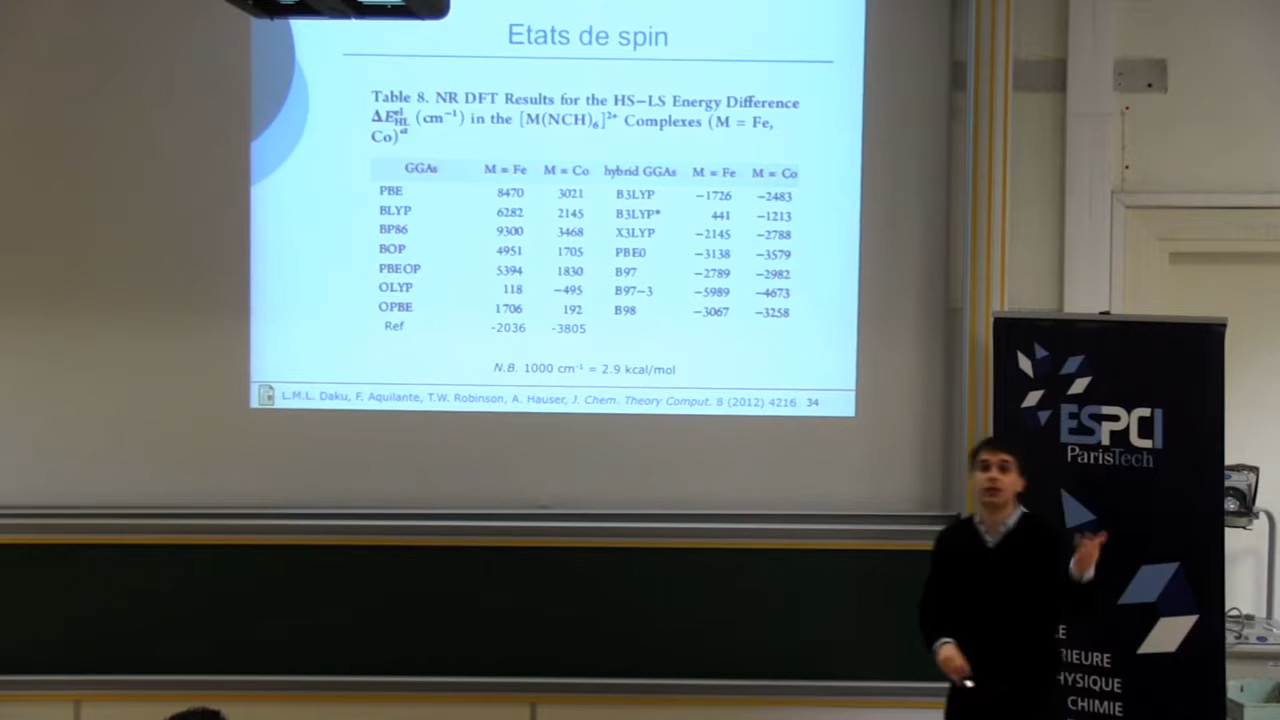 Etats de spin
Table 8. NR DFT Results for the HS−LS Energy Difference
ΔE^el_HL (cm⁻¹) in the [M(NCH)₆]²⁺ Complexes (M = Fe,
Co)ᵃ
GGAs M = Fe M = Co hybrid GGAs M = Fe M = Co
PBE 8470 3021 B3LYP −1726 −2483
BLYP 6282 2145 B3LYP* 441 −1213
BP86 9300 3468 X3LYP −2145 −2788
BOP 4951 1705 PBE0 −3138 −3579
PBEOP 5394 1830 B97 −2789 −2982
OLYP 118 −495 B97−3 −5989 −4673
OPBE 1706 192 B98 −3067 −3258
Ref -2036 -3805
N.B. 1000 cm⁻¹ = 2.9 kcal/mol
L.M.L. Daku, F. Aquilante, T.W. Robinson, A. Hauser, J. Chem. Theory Comput. 8 (2012) 4216 34
ESPCI
ParisTech
LE
RIEURE
HYSIQUE
CHIMIE